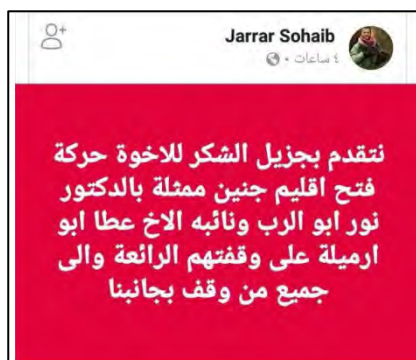 Jarrar Sohaib
٤ ساعات
نتقدم بجزيل الشكر للاخوة حركة
فتح اقليم جنين ممثلة بالدكتور
نور ابو الرب ونائبه الاخ عطا ابو
ارميلة على وقفتهم الرائعة والى
جميع من وقف بجانبنا